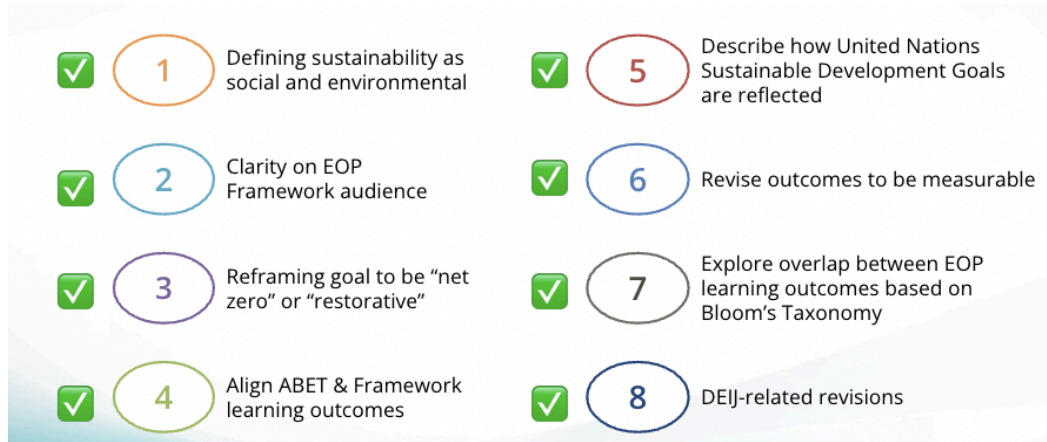 1
Defining sustainability as
social and environmental
2
Clarity on EOP
Framework audience
3
Reframing goal to be “net
zero” or “restorative”
4
Align ABET & Framework
learning outcomes
5
Describe how United Nations
Sustainable Development Goals
are reflected
6
Revise outcomes to be measurable
7
Explore overlap between EOP
learning outcomes based on
Bloom’s Taxonomy
8
DEIJ-related revisions